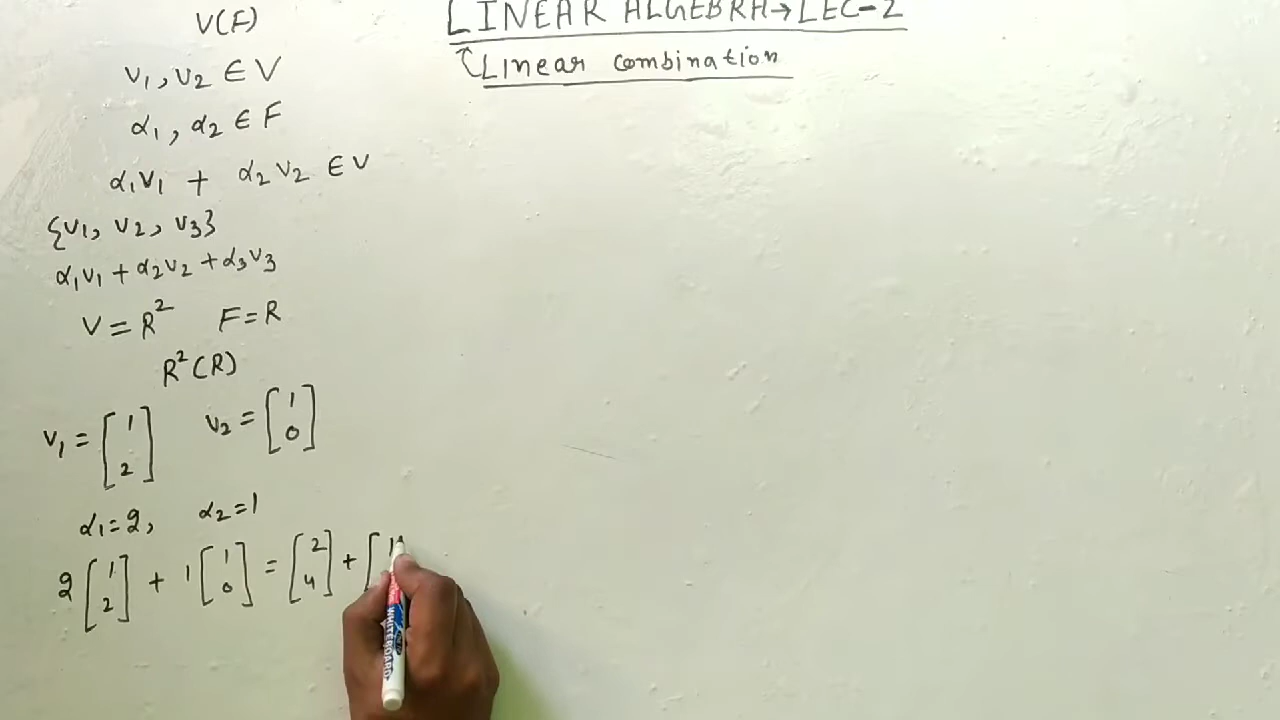 LINEAR ALGEBRA→LEC-2
Linear combination
V(F)
v1, v2 ∈ V
α1, α2 ∈ F
α1v1 + α2v2 ∈ V
{v1, v2, v3}
α1v1 + α2v2 + α3v3
V = R² F = R
R²(R)
v1 = [1 2] v2 = [1 0]
α1 = 2, α2 = 1
2 [1 2] + 1 [1 0] = [2 4] + [1
WHITEBOARD